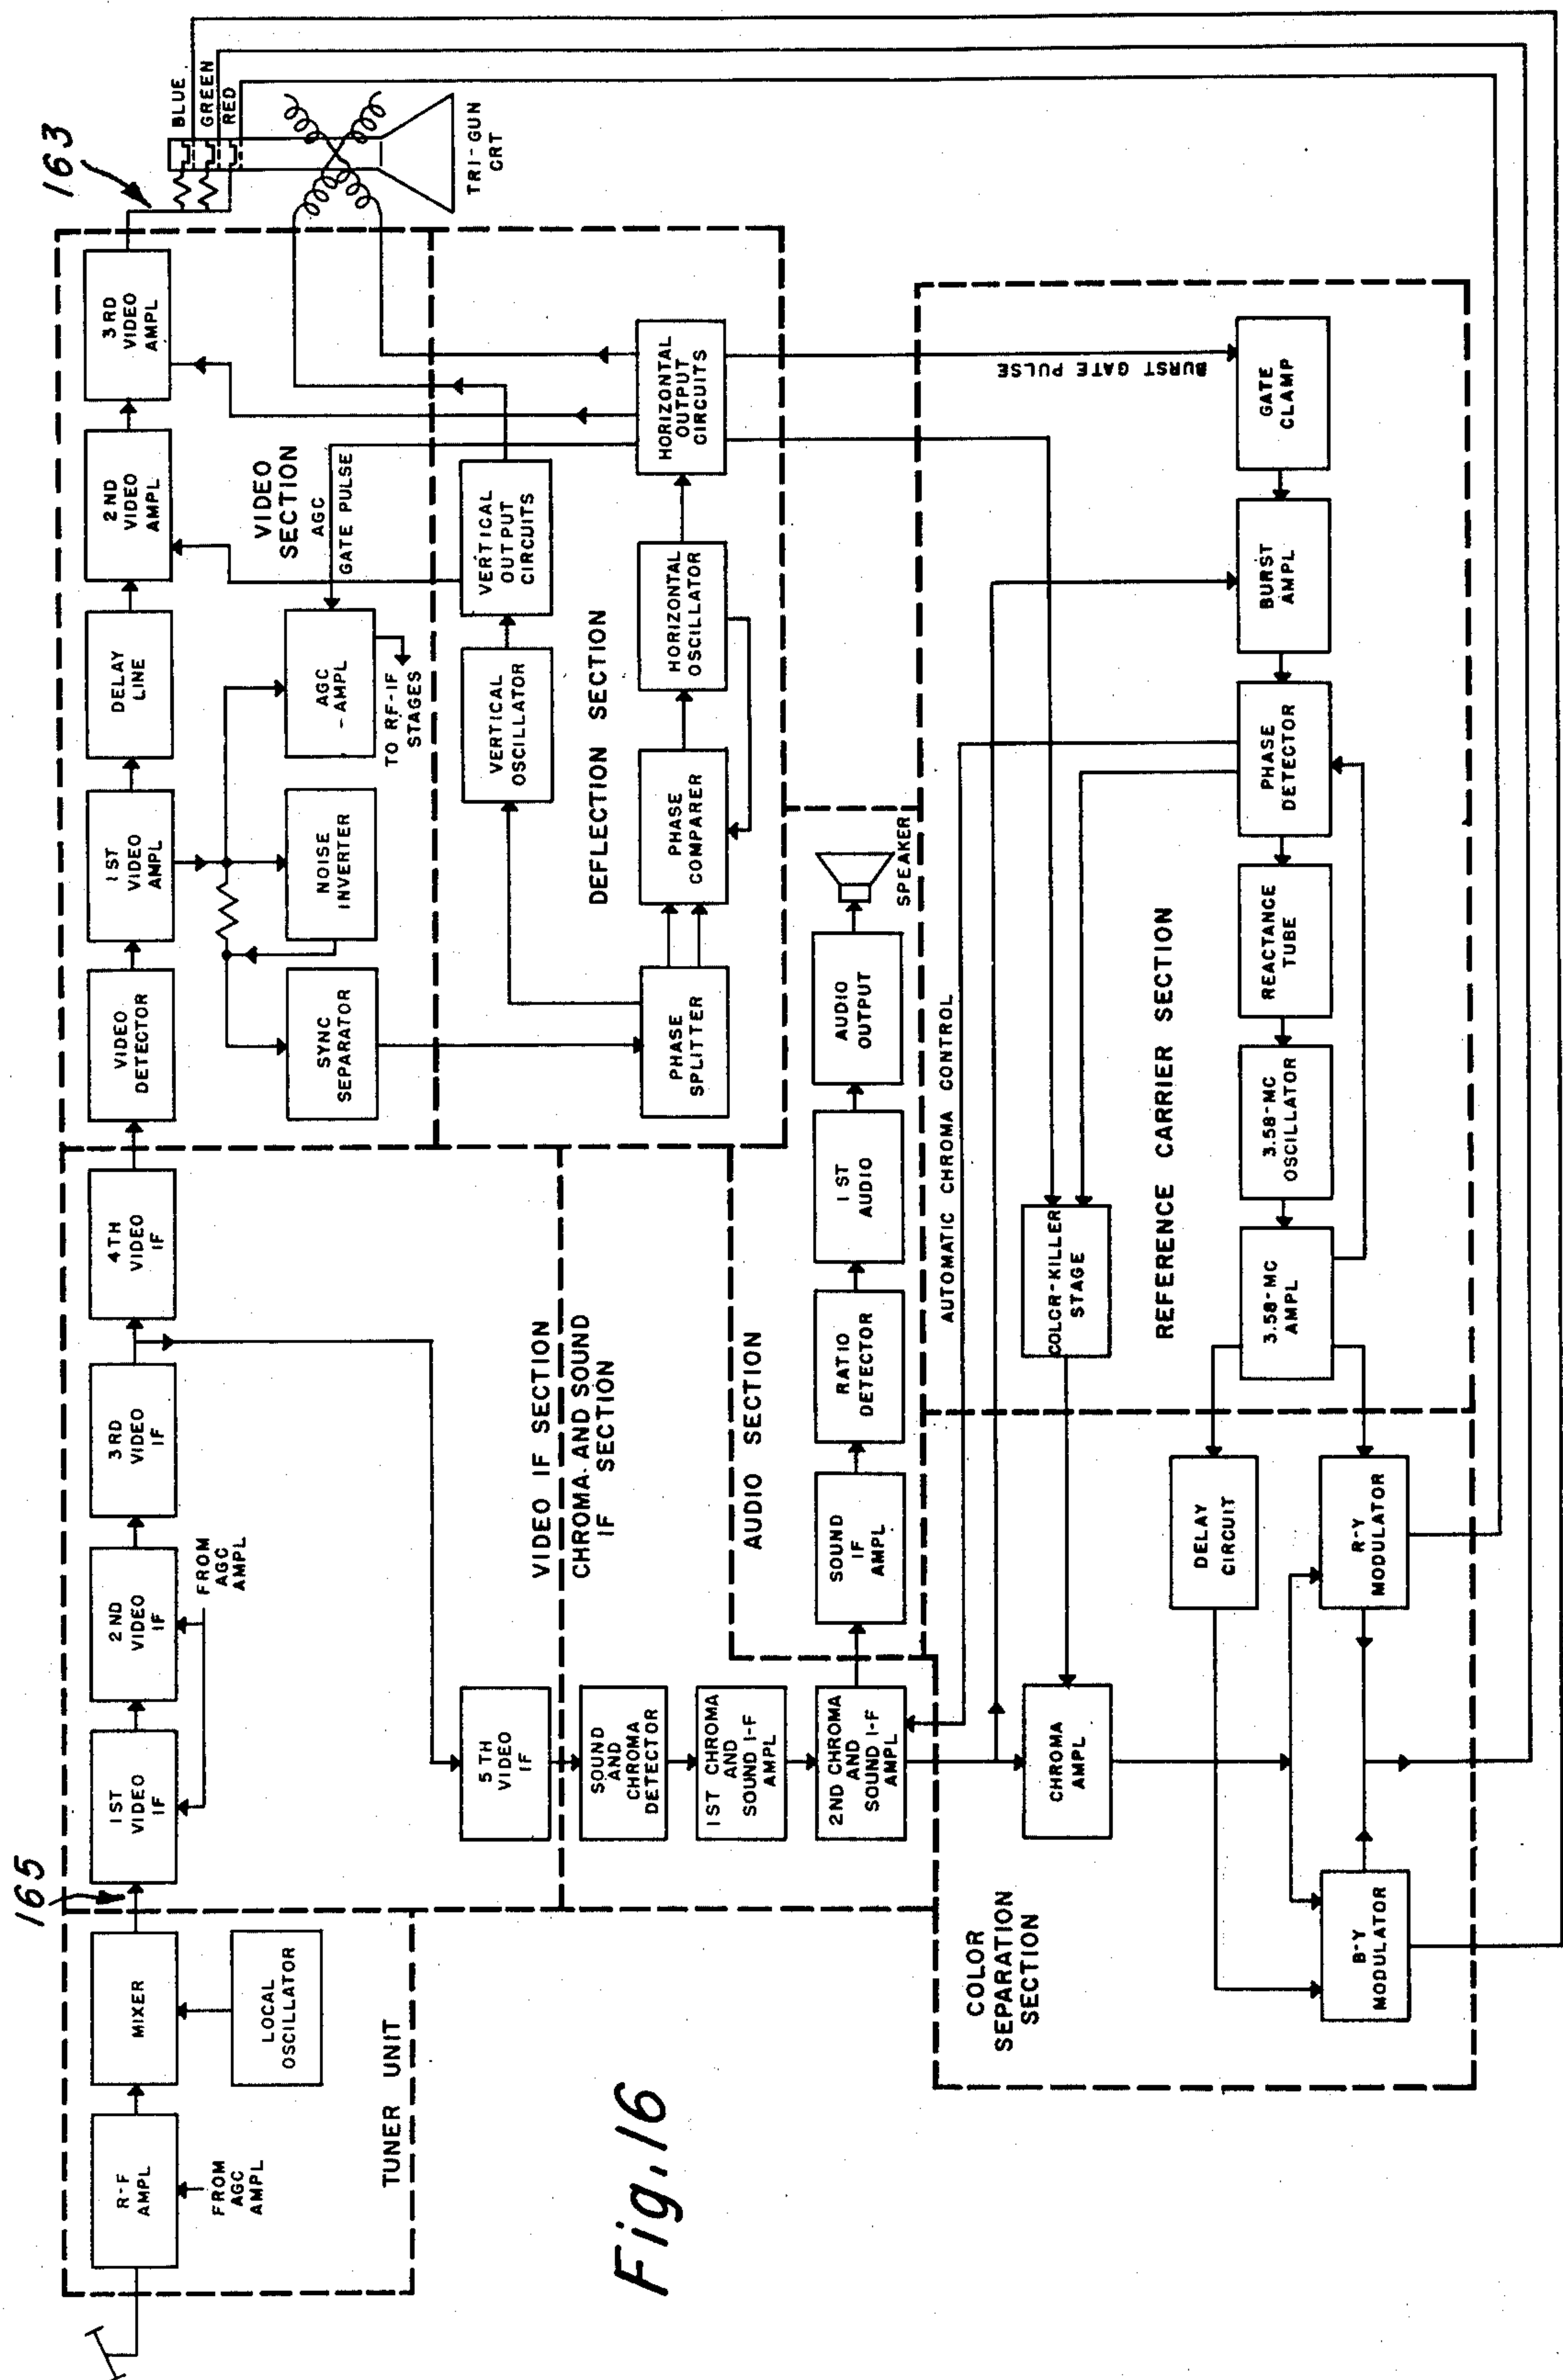 165
163
R-F
AMPL
FROM
AGC
AMPL
MIXER
LOCAL
OSCILLATOR
TUNER UNIT
1ST
VIDEO
IF
2ND
VIDEO
IF
FROM
AGC
AMPL
3RD
VIDEO
IF
4TH
VIDEO
IF
5TH
VIDEO
IF
VIDEO IF SECTION
CHROMA AND SOUND
IF SECTION
SOUND
AND
CHROMA
DETECTOR
1ST CHROMA
AND
SOUND I-F
AMPL
2ND CHROMA
AND
SOUND I-F
AMPL
VIDEO
DETECTOR
1ST
VIDEO
AMPL
DELAY
LINE
2ND
VIDEO
AMPL
3RD
VIDEO
AMPL
SYNC
SEPARATOR
NOISE
INVERTER
AGC
-AMPL
TO RF-IF
STAGES
VIDEO
SECTION
AGC
GATE PULSE
BLUE
GREEN
RED
TRI-GUN
CRT
VERTICAL
OSCILLATOR
VERTICAL
OUTPUT
CIRCUITS
DEFLECTION SECTION
PHASE
SPLITTER
PHASE
COMPARER
HORIZONTAL
OSCILLATOR
HORIZONTAL
OUTPUT
CIRCUITS
AUDIO SECTION
SOUND
IF
AMPL
RATIO
DETECTOR
1ST
AUDIO
AUDIO
OUTPUT
SPEAKER
AUTOMATIC CHROMA CONTROL
BURST GATE PULSE
COLOR
SEPARATION
SECTION
CHROMA
AMPL
COLCR-KILLER
STAGE
REFERENCE CARRIER SECTION
DELAY
CIRCUIT
B-Y
MODULATOR
R-Y
MODULATOR
3.58-MC
AMPL
3.58-MC
OSCILLATOR
REACTANCE
TUBE
PHASE
DETECTOR
BURST
AMPL
GATE
CLAMP
Fig.16